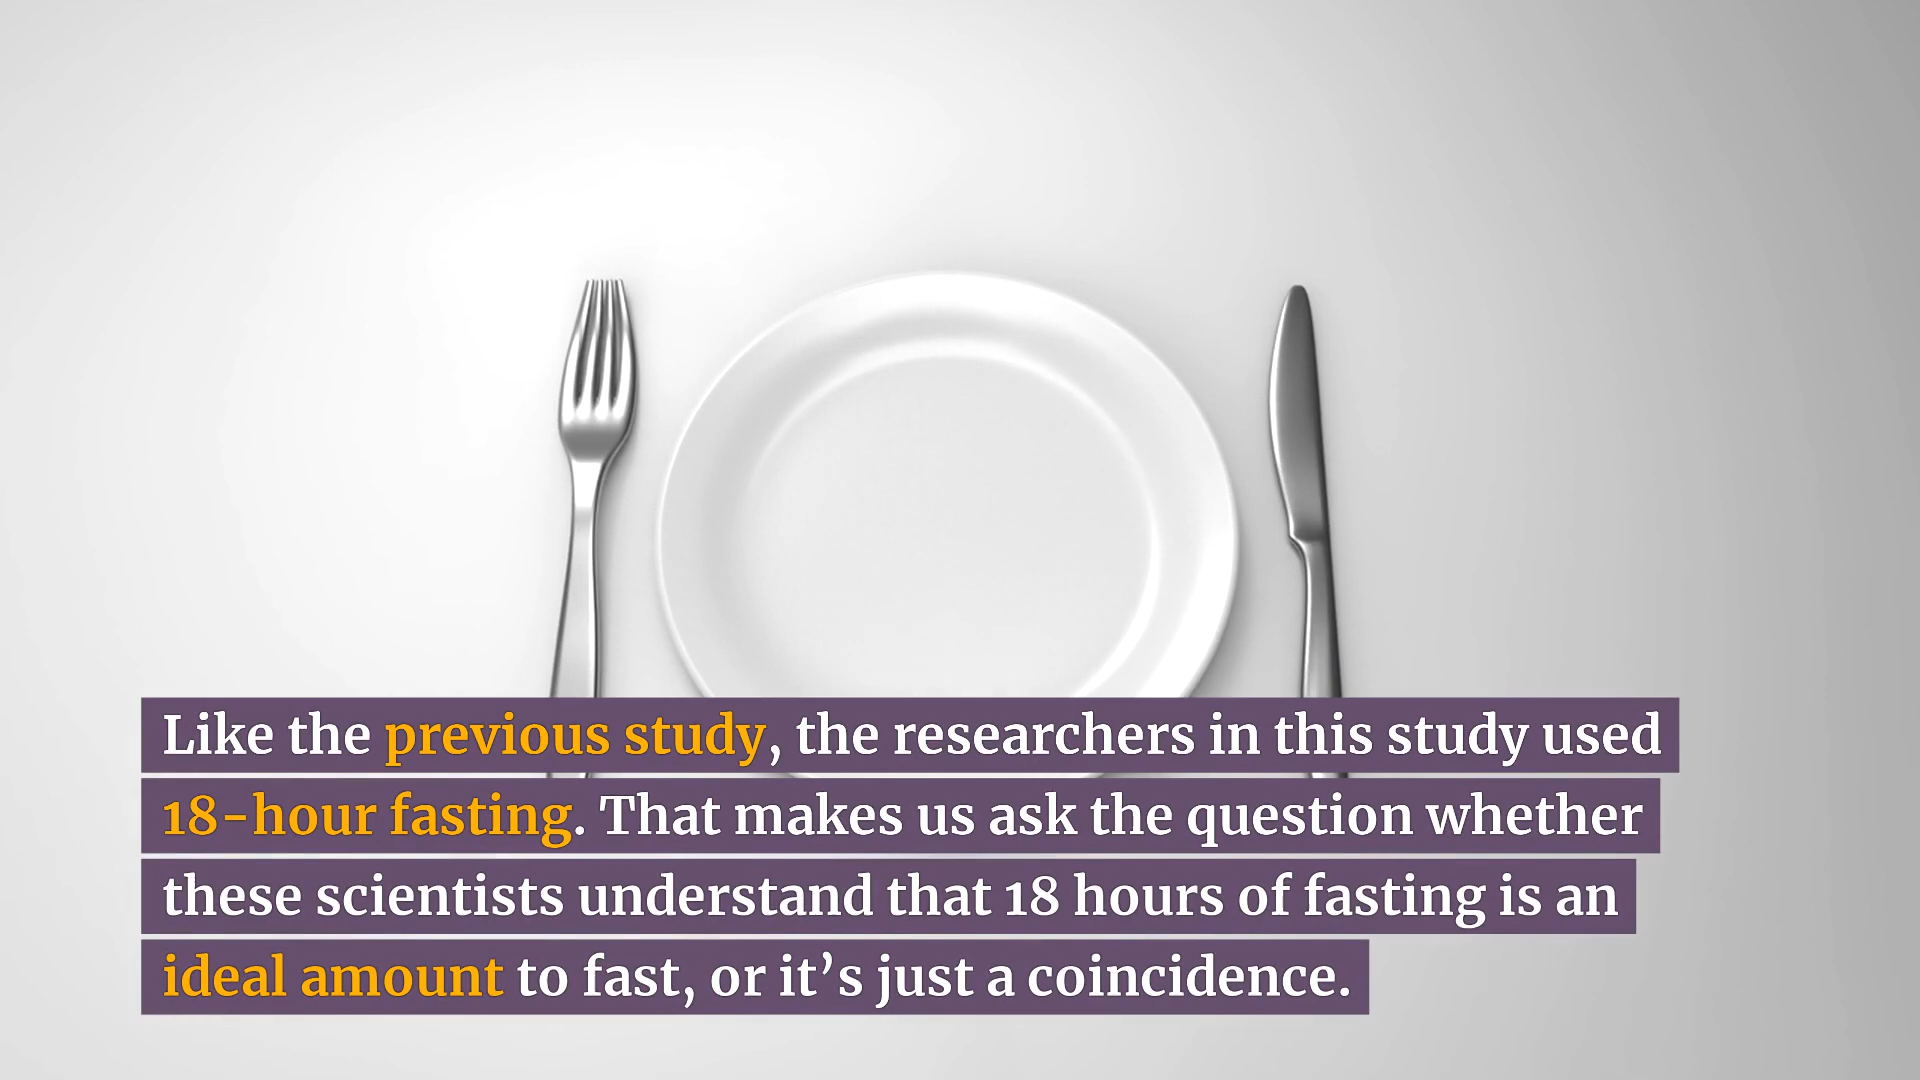 Like the previous study, the researchers in this study used
18-hour fasting. That makes us ask the question whether
these scientists understand that 18 hours of fasting is an
ideal amount to fast, or it’s just a coincidence.